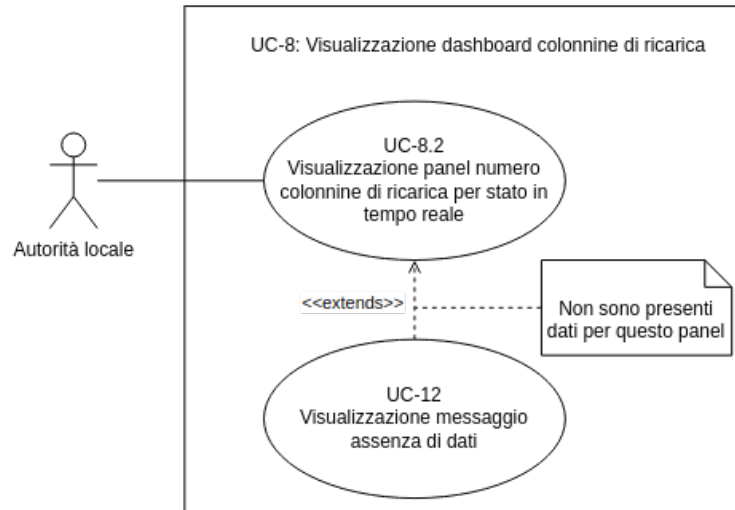 UC-8: Visualizzazione dashboard colonnine di ricarica
UC-8.2
Visualizzazione panel numero
colonnine di ricarica per stato in
tempo reale
Autorità locale
<<extends>>
Non sono presenti
dati per questo panel
UC-12
Visualizzazione messaggio
assenza di dati